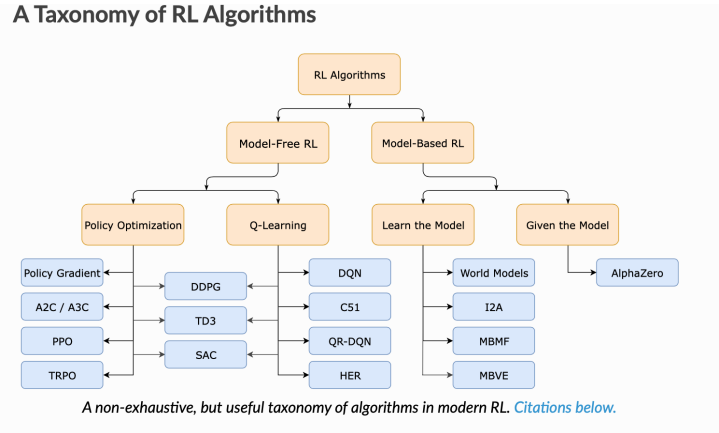 A Taxonomy of RL Algorithms
RL Algorithms
Model-Free RL
Model-Based RL
Policy Optimization
Q-Learning
Learn the Model
Given the Model
Policy Gradient
A2C / A3C
PPO
TRPO
DDPG
TD3
SAC
DQN
C51
QR-DQN
HER
World Models
I2A
MBMF
MBVE
AlphaZero
A non-exhaustive, but useful taxonomy of algorithms in modern RL. Citations below.